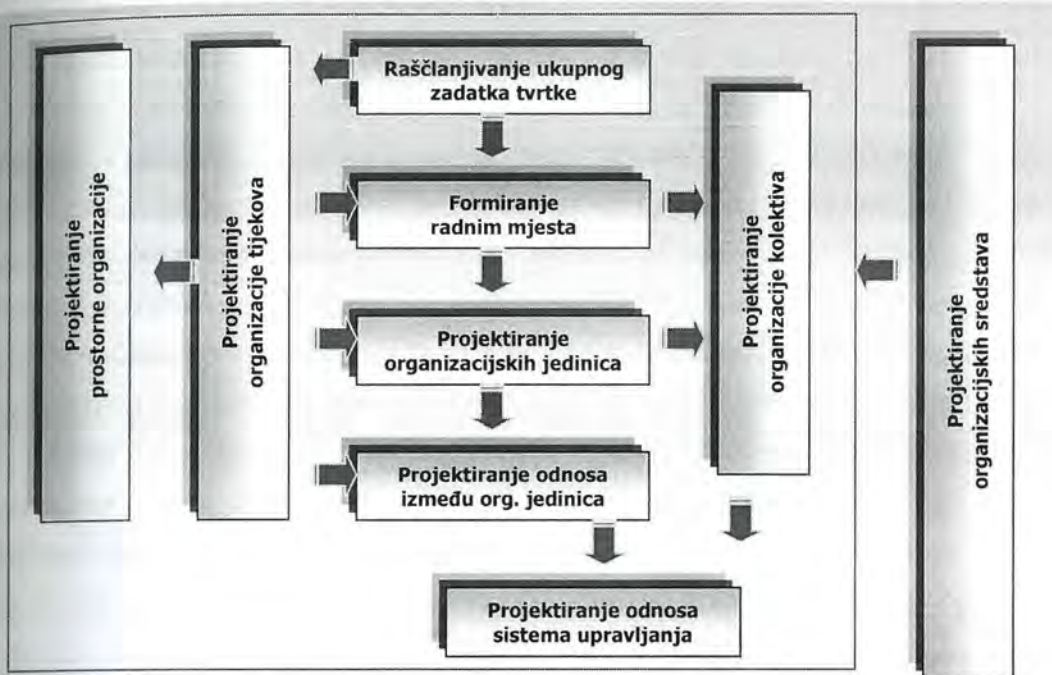 Projektiranje
prostorne organizacije
Projektiranje
organizacije tijekova
Raščlanjivanje ukupnog
zadatka tvrtke
Formiranje
radnim mjesta
Projektiranje
organizacijskih jedinica
Projektiranje odnosa
između org. jedinica
Projektiranje odnosa
sistema upravljanja
Projektiranje
organizacije kolektiva
Projektiranje
organizacijskih sredstava